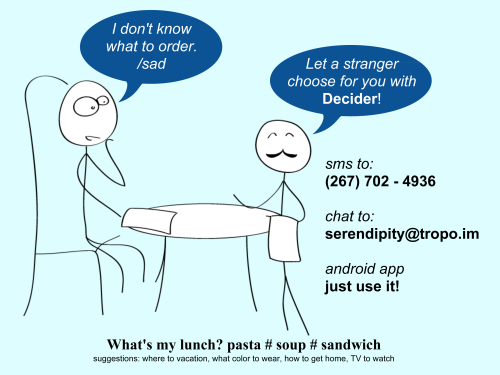 I don't know
what to order.
/sad
Let a stranger
choose for you with
Decider!
sms to:
(267) 702 - 4936
chat to:
serendipity@tropo.im
android app
just use it!
What's my lunch? pasta # soup # sandwich
suggestions: where to vacation, what color to wear, how to get home, TV to watch